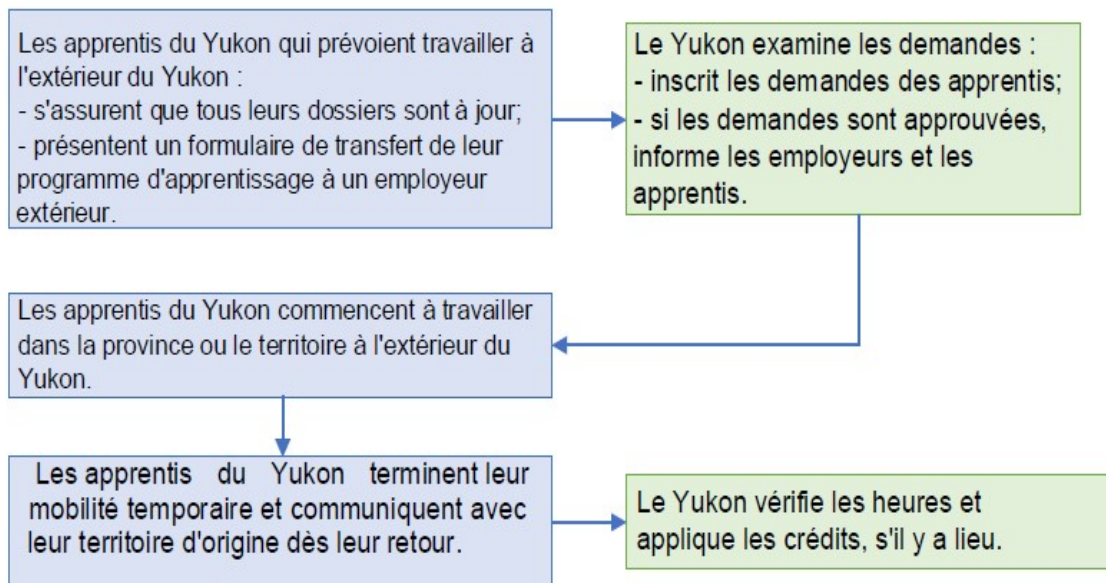 Les apprentis du Yukon qui prévoient travailler à
l'extérieur du Yukon :
- s'assurent que tous leurs dossiers sont à jour;
- présentent un formulaire de transfert de leur
programme d'apprentissage à un employeur
extérieur.
Le Yukon examine les demandes :
- inscrit les demandes des apprentis;
- si les demandes sont approuvées,
informe les employeurs et les
apprentis.
Les apprentis du Yukon commencent à travailler
dans la province ou le territoire à l'extérieur du
Yukon.
Les apprentis du Yukon terminent leur
mobilité temporaire et communiquent avec
leur territoire d'origine dès leur retour.
Le Yukon vérifie les heures et
applique les crédits, s'il y a lieu.